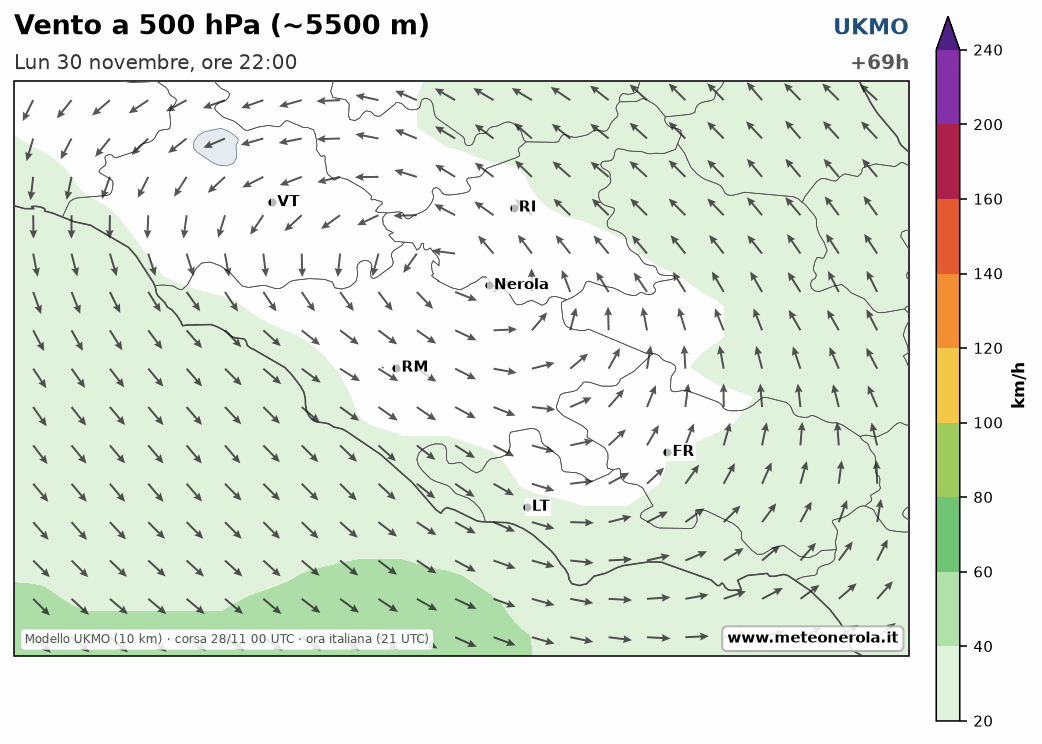 Vento a 500 hPa (~5500 m)
UKMO
Lun 30 novembre, ore 22:00
+69h
VT
RI
Nerola
RM
FR
LT
240
200
160
140
120
100
80
60
40
20
km/h
Modello UKMO (10 km) · corsa 28/11 00 UTC · ora italiana (21 UTC)
www.meteonerola.it